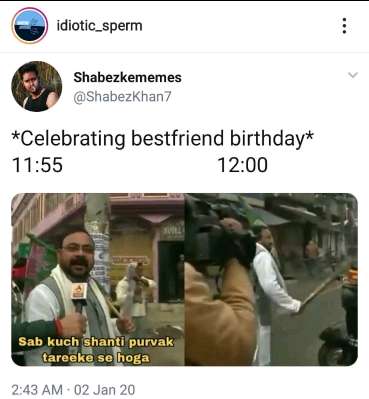 idiotic_sperm
Shabezkememes
@ShabezKhan7
*Celebrating bestfriend birthday*
11:55 12:00
Sab kuch shanti purvak
tareeke se hoga
2:43 AM · 02 Jan 20